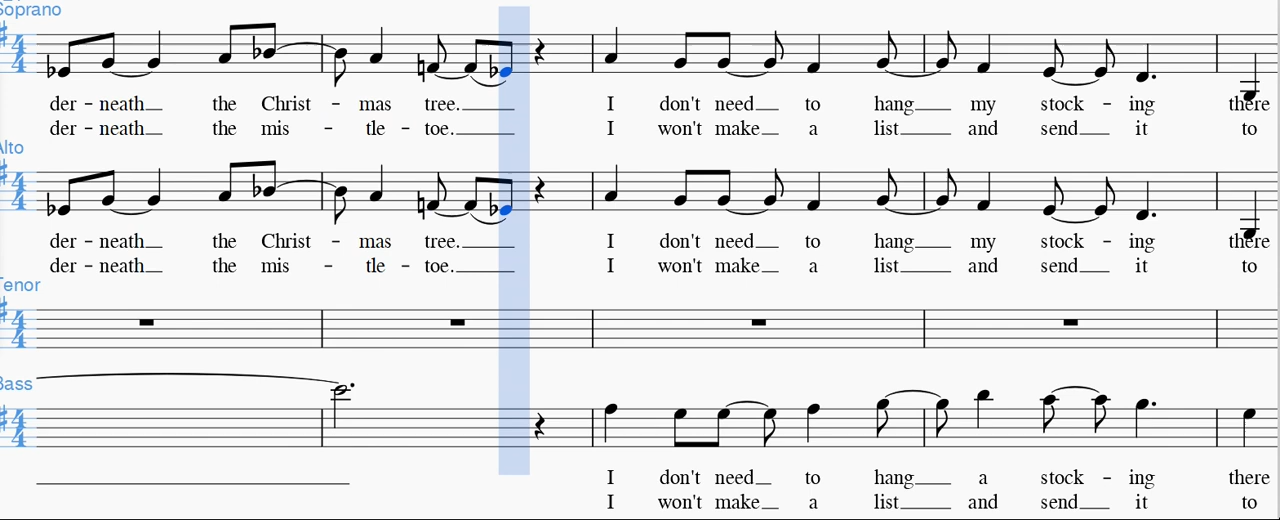 Soprano
der - neath the Christ - mas tree. I don't need to hang my stock - ing there
der - neath the mis - tle - toe. I won't make a list and send it to
Alto
der - neath the Christ - mas tree. I don't need to hang my stock - ing there
der - neath the mis - tle - toe. I won't make a list and send it to
Tenor
Bass
I don't need to hang a stock - ing there
I won't make a list and send it to